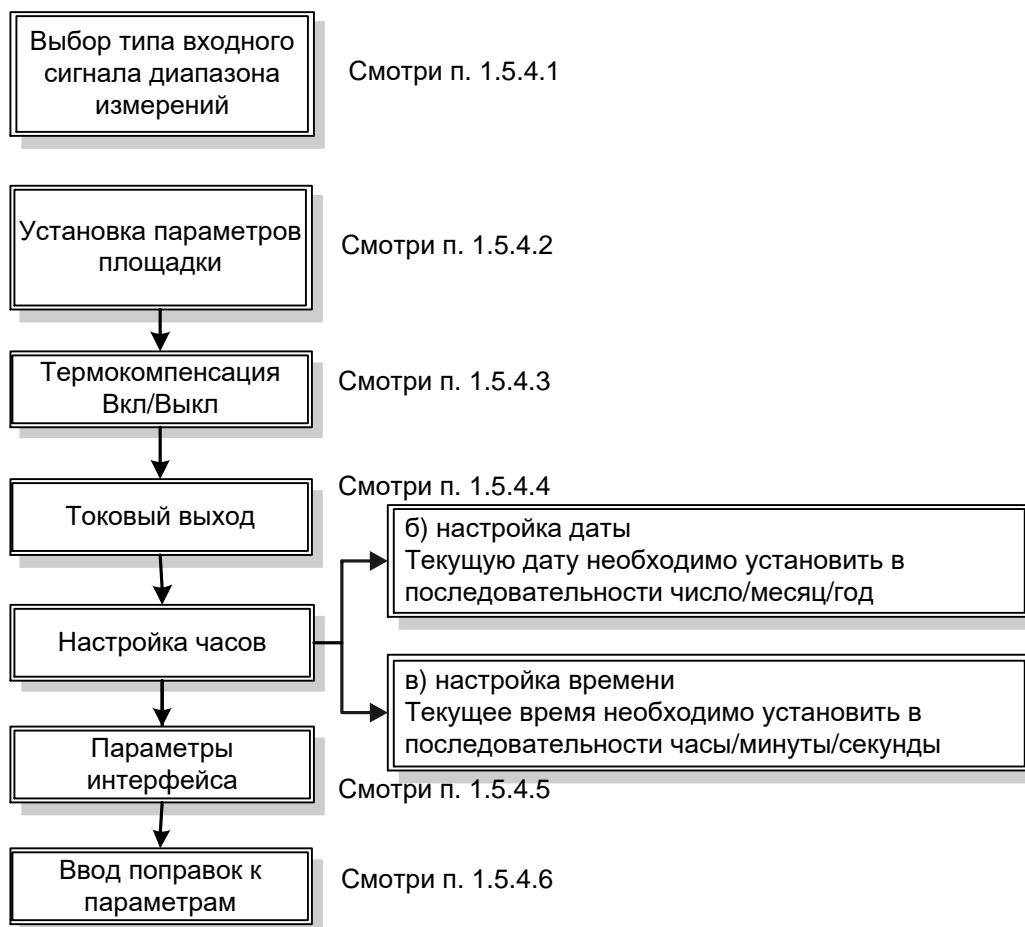 Выбор типа входного
сигнала диапазона
измерений
Смотри п. 1.5.4.1
Установка параметров
площадки
Смотри п. 1.5.4.2
Термокомпенсация
Вкл/Выкл
Смотри п. 1.5.4.3
Токовый выход
Смотри п. 1.5.4.4
Настройка часов
б) настройка даты
Текущую дату необходимо установить в
последовательности число/месяц/год
в) настройка времени
Текущее время необходимо установить в
последовательности часы/минуты/секунды
Параметры
интерфейса
Смотри п. 1.5.4.5
Ввод поправок к
параметрам
Смотри п. 1.5.4.6